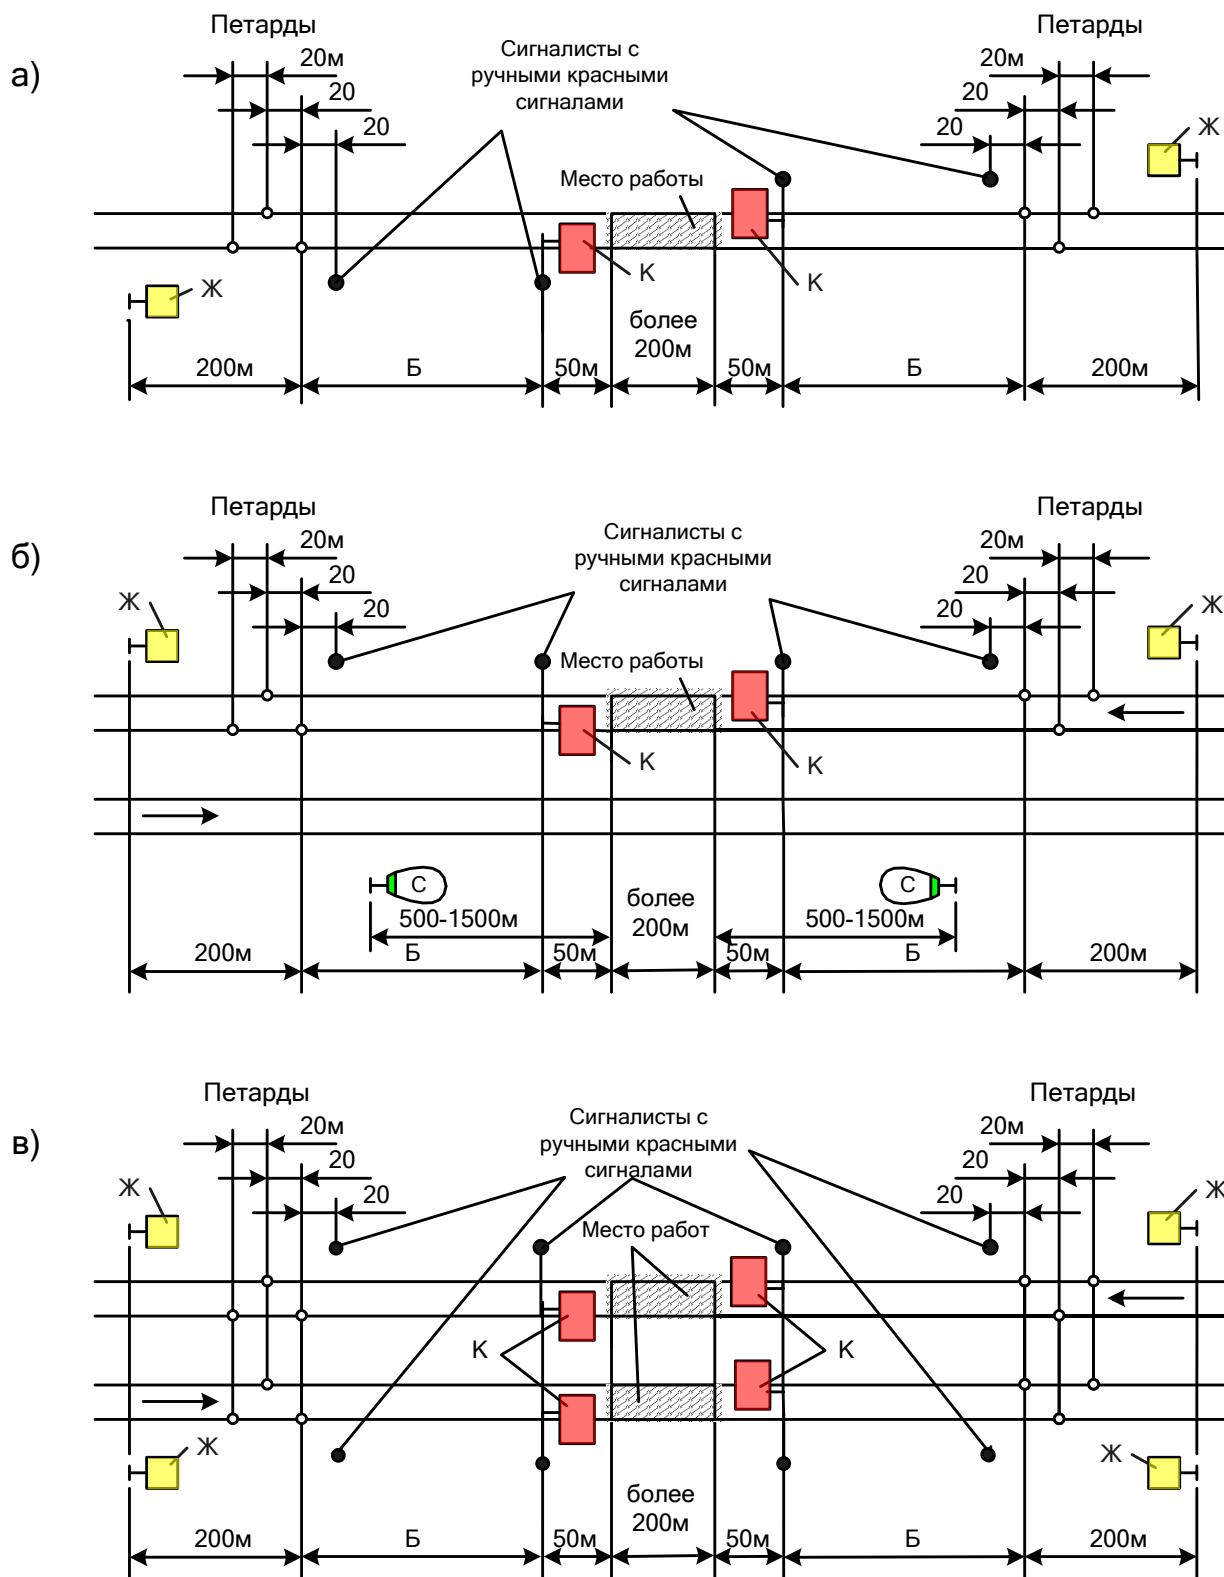 Петарды
Петарды
а)
20м
20
20
Сигналисты с
ручными красными
сигналами
20м
20
20
Ж
Место работы
К
К
Ж
более
200м
200м
Б
50м
50м
Б
200м
Петарды
Петарды
б)
20м
20
20
Сигналисты с
ручными красными
сигналами
20м
20
20
Ж
Ж
Место работы
К
К
С
С
500-1500м
более
200м
500-1500м
200м
Б
50м
50м
Б
200м
Петарды
Петарды
в)
20м
20
20
Сигналисты с
ручными красными
сигналами
20м
20
20
Ж
Ж
Место работ
К
К
Ж
Ж
более
200м
200м
Б
50м
50м
Б
200м